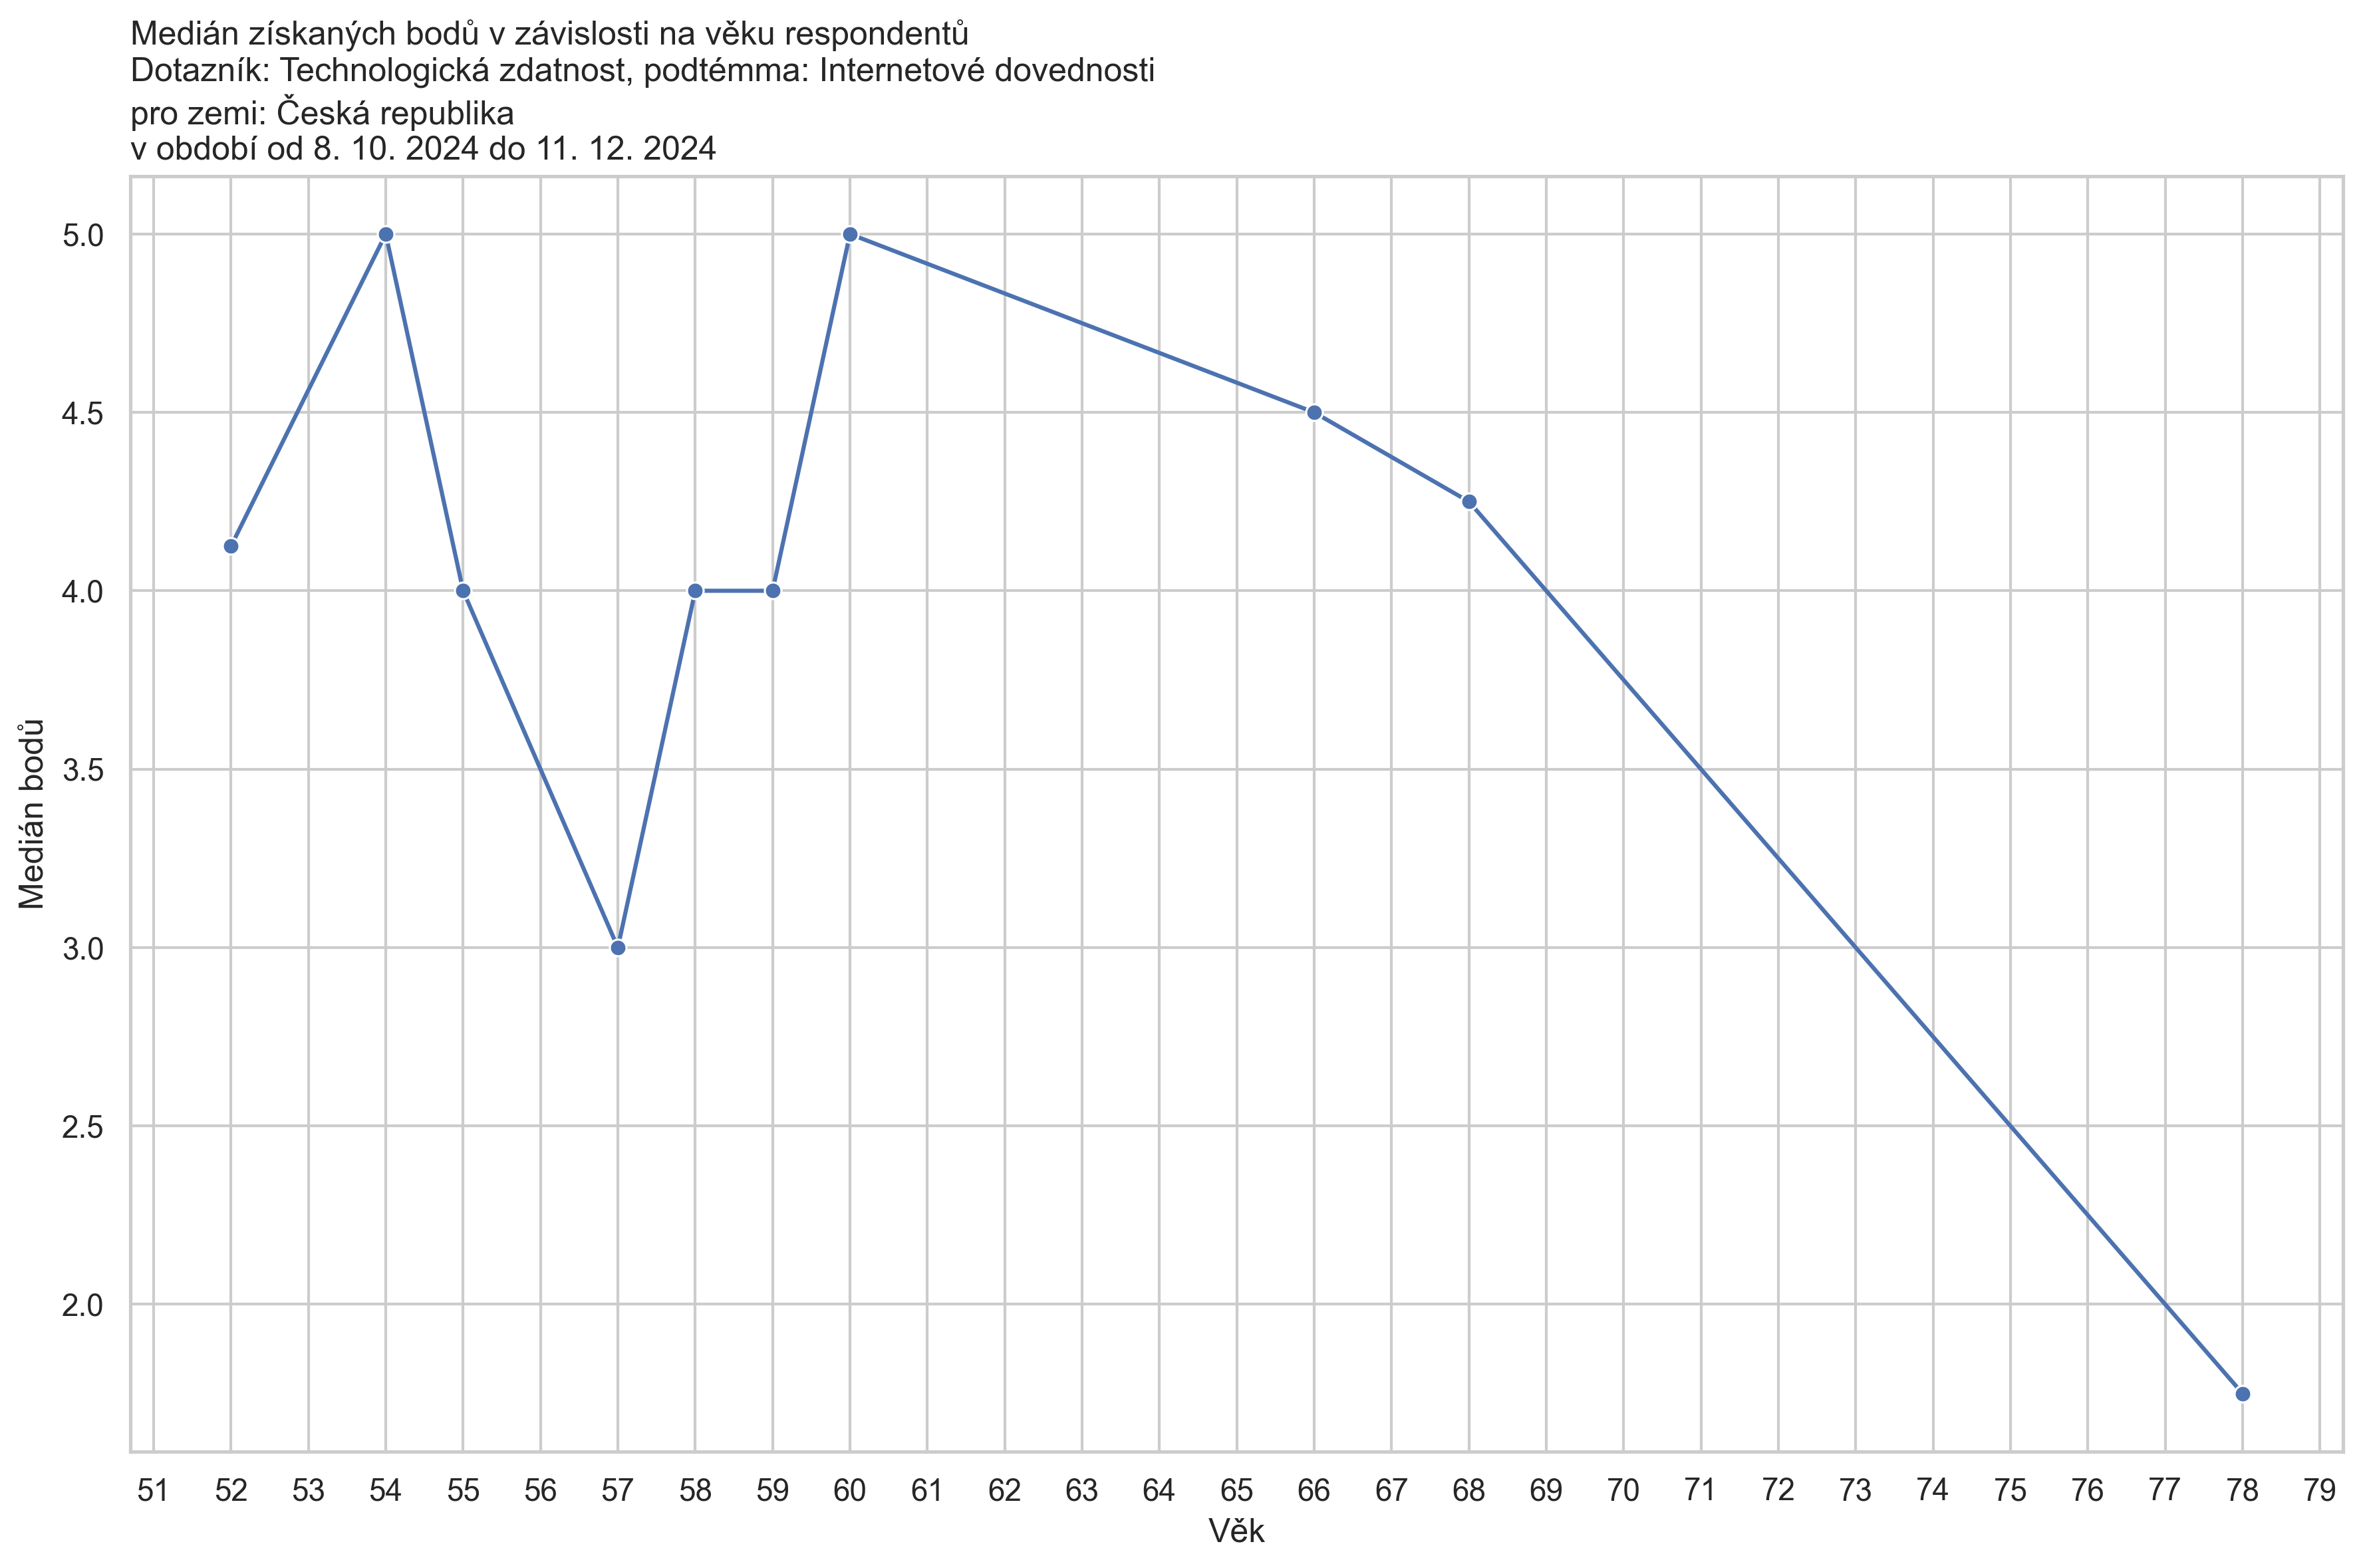 Medián získaných bodů v závislosti na věku respondentů
Dotazník: Technologická zdatnost, podtémma: Internetové dovednosti
pro zemi: Česká republika
v období od 8. 10. 2024 do 11. 12. 2024
5.0
4.5
4.0
3.5
3.0
2.5
2.0
Medián bodů
51 52 53 54 55 56 57 58 59 60 61 62 63 64 65 66 67 68 69 70 71 72 73 74 75 76 77 78 79
Věk